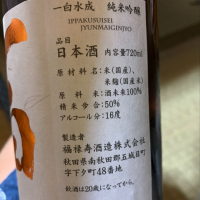 一白水成　純米吟醸
IPPAKUSUISEI
JYUNMAIGINJYO
品目
日本酒 内容量720ml
原材料名：米(国産)、
米麹(国産米)
原料米：酒未来100%
精米歩合：50%
アルコール分：16度
製造者
福禄寿酒造株式会社
秋田県南秋田郡五城目町
字下タ町48番地
飲酒は20歳になってから。